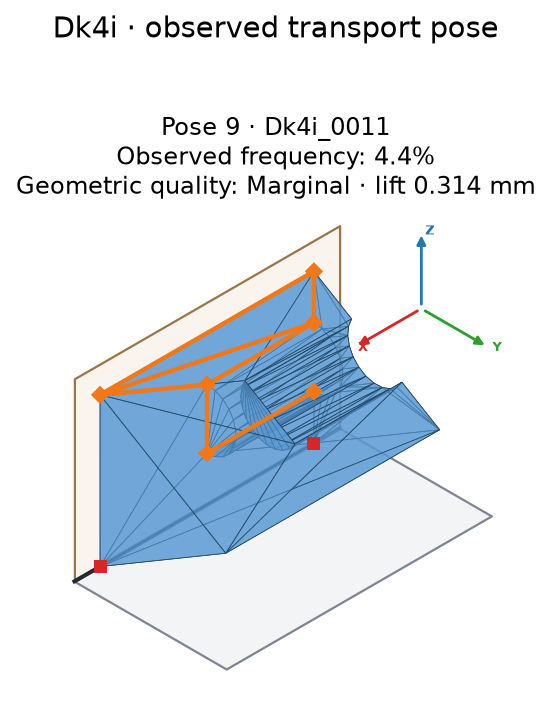 Dk4i · observed transport pose
Pose 9 · Dk4i_0011
Observed frequency: 4.4%
Geometric quality: Marginal · lift 0.314 mm
Z
X
Y